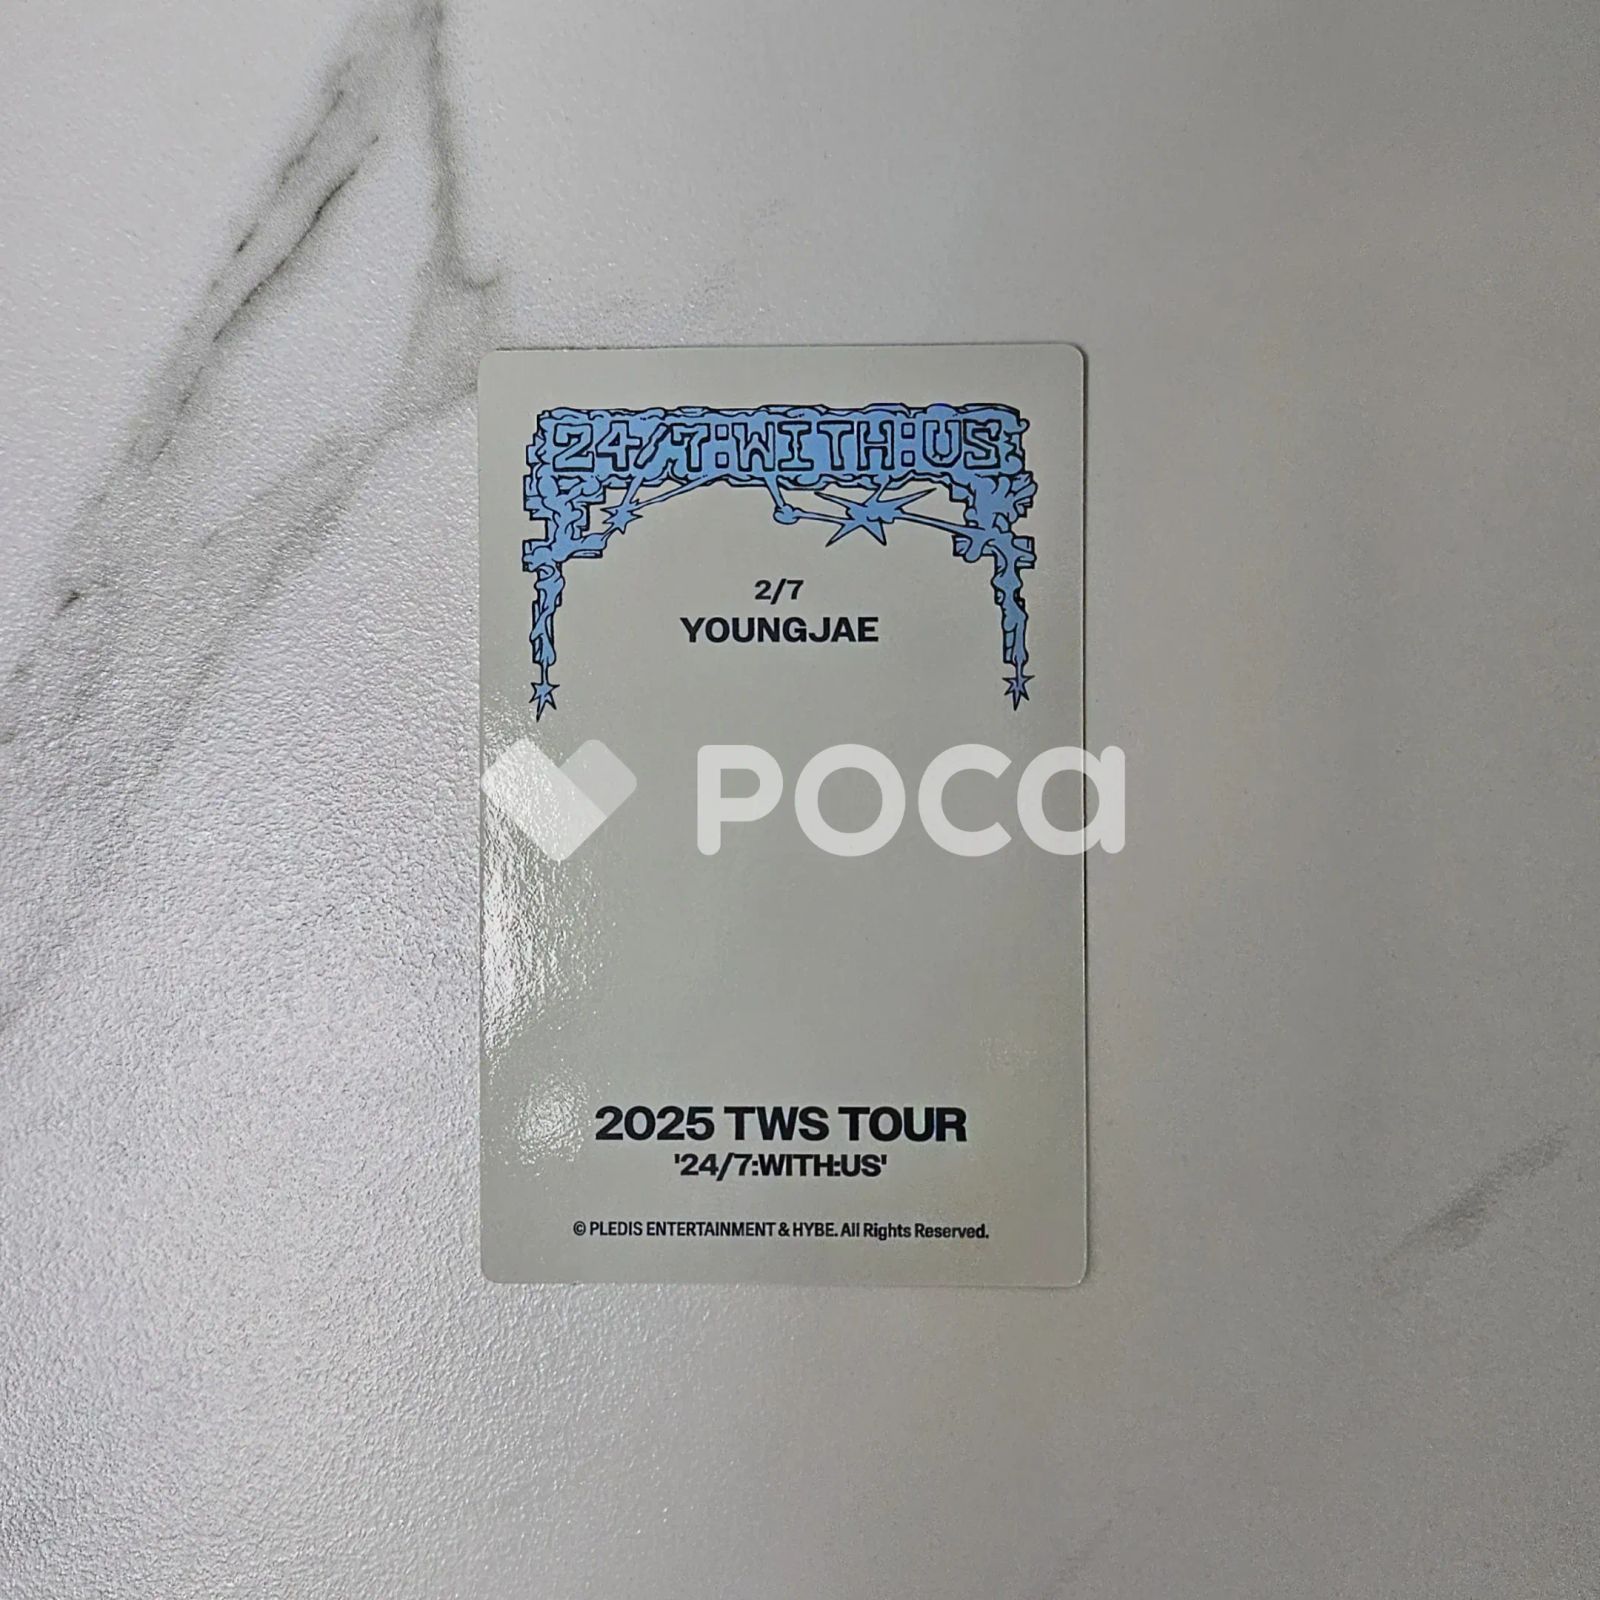 24/7:WITH:US
2/7
YOUNGJAE
POCA
2025 TWS TOUR
'24/7:WITH:US'
© PLEDIS ENTERTAINMENT & HYBE. All Rights Reserved.